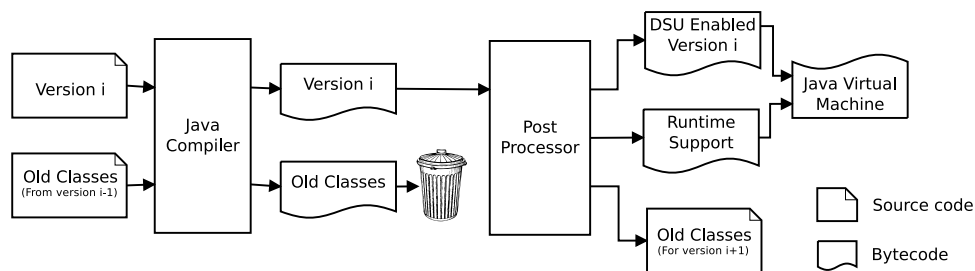 Version i
Old Classes
(From version i-1)
Java
Compiler
Version i
Old Classes
Post
Processor
DSU Enabled
Version i
Runtime
Support
Old Classes
(For version i+1)
Java Virtual
Machine
Source code
Bytecode